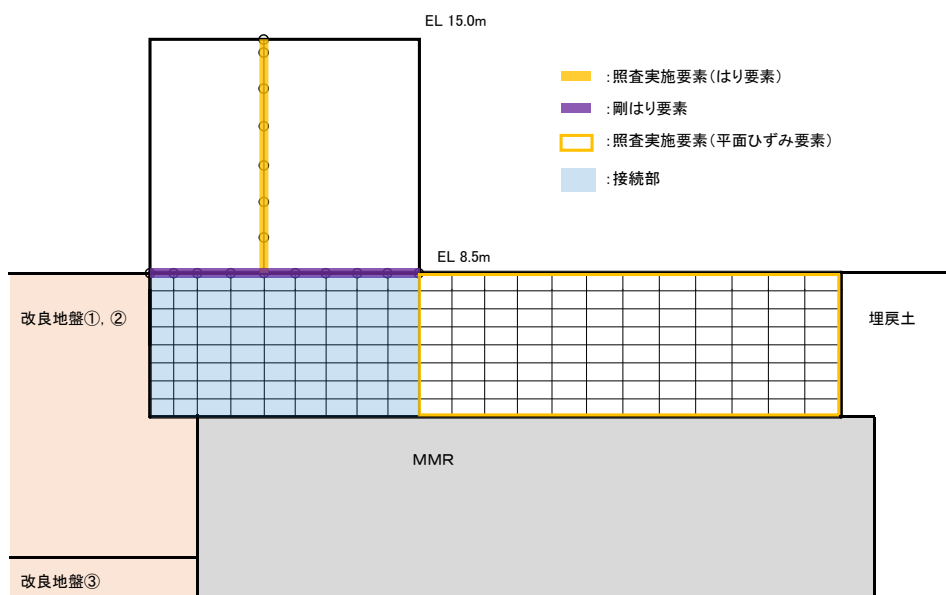 EL 15.0m
:照査実施要素(はり要素)
:剛はり要素
:照査実施要素(平面ひずみ要素)
:接続部
EL 8.5m
改良地盤①, ②
埋戻土
MMR
改良地盤③